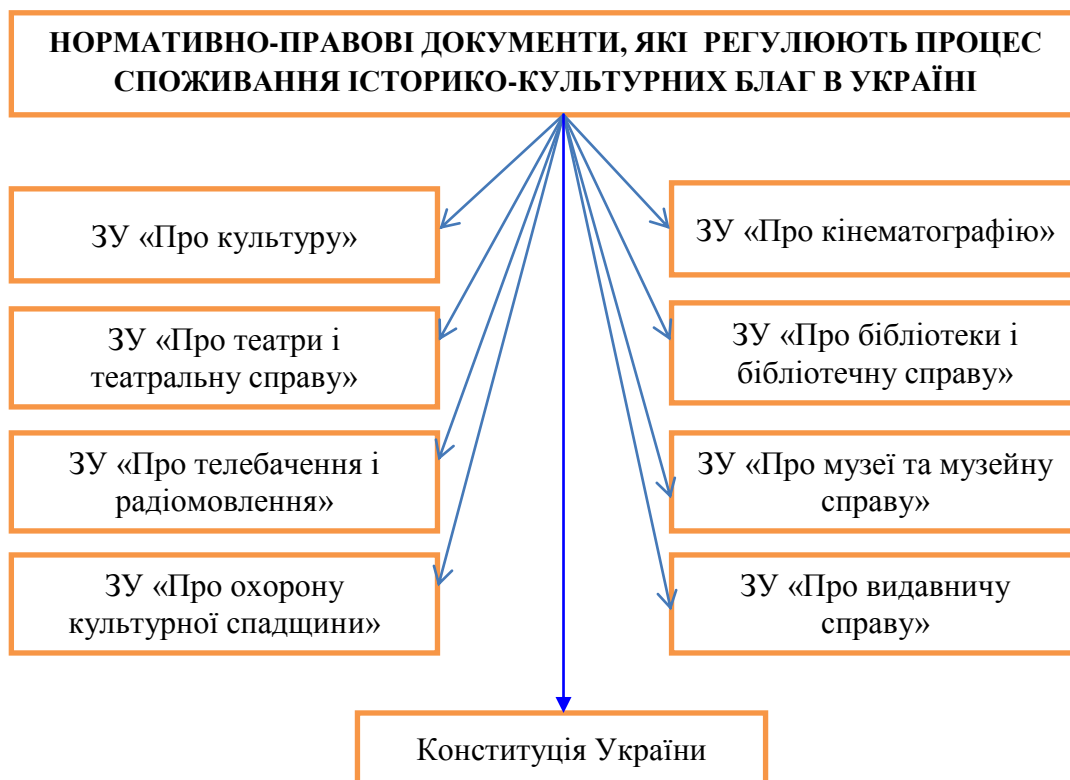 НОРМАТИВНО-ПРАВОВІ ДОКУМЕНТИ, ЯКІ РЕГУЛЮЮТЬ ПРОЦЕС
СПОЖИВАННЯ ІСТОРИКО-КУЛЬТУРНИХ БЛАГ В УКРАЇНІ
ЗУ «Про культуру»
ЗУ «Про кінематографію»
ЗУ «Про театри і
театральну справу»
ЗУ «Про бібліотеки і
бібліотечну справу»
ЗУ «Про телебачення і
радіомовлення»
ЗУ «Про музеї та музейну
справу»
ЗУ «Про охорону
культурної спадщини»
ЗУ «Про видавничу
справу»
Конституція України